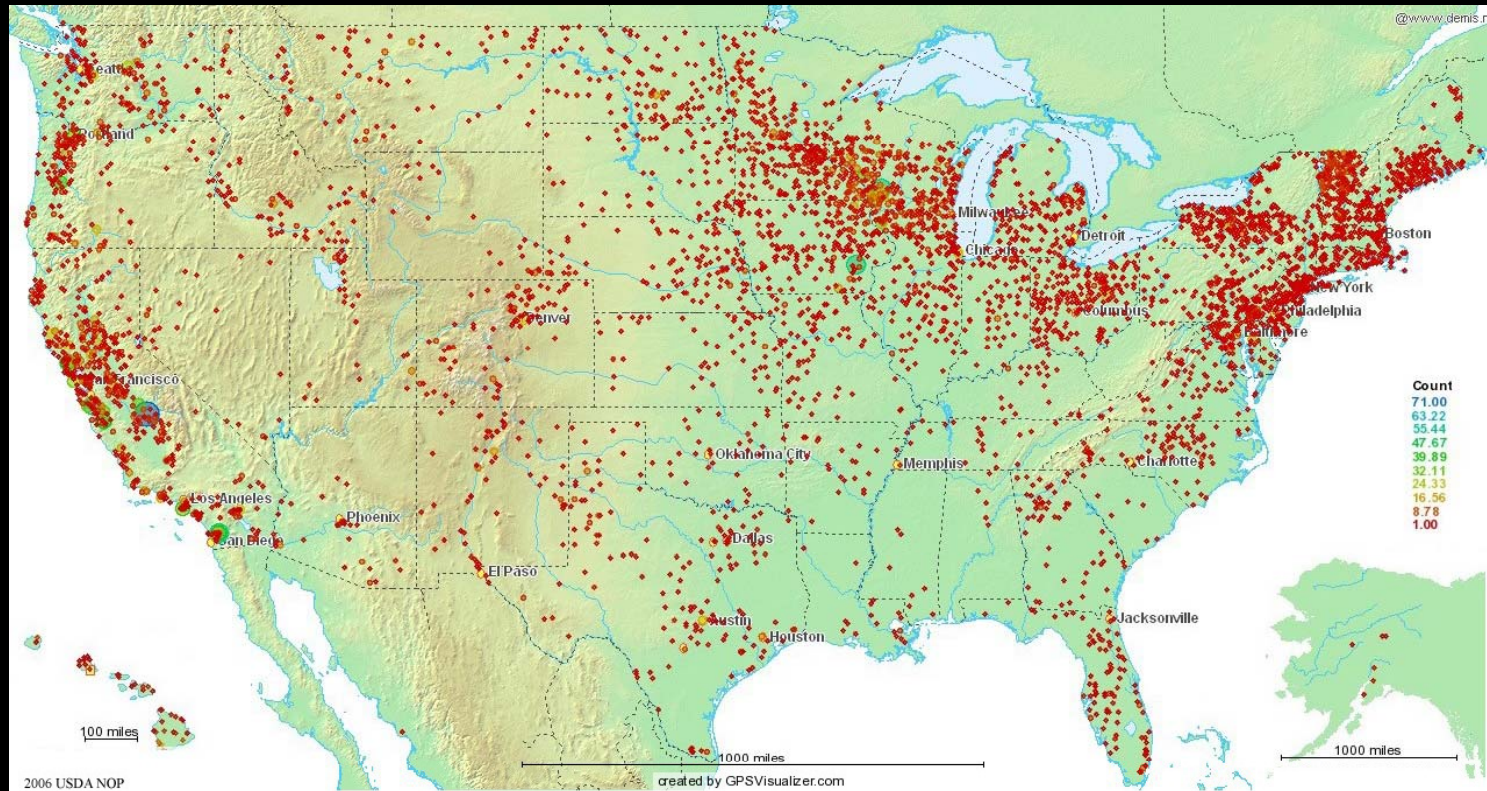 @www.demis.n
Portland
Milwaukee
Detroit
Boston
Chicago
New York
Columbus
Philadelphia
Baltimore
Denver
San Francisco
Count
71.00
63.22
55.44
47.67
39.89
32.11
24.33
16.56
8.78
1.00
Oklahoma City
Memphis
Charlotte
Los Angeles
Phoenix
San Diego
Dallas
El Paso
Austin
Houston
Jacksonville
100 miles
1000 miles
1000 miles
2006 USDA NOP
created by GPSVisualizer.com